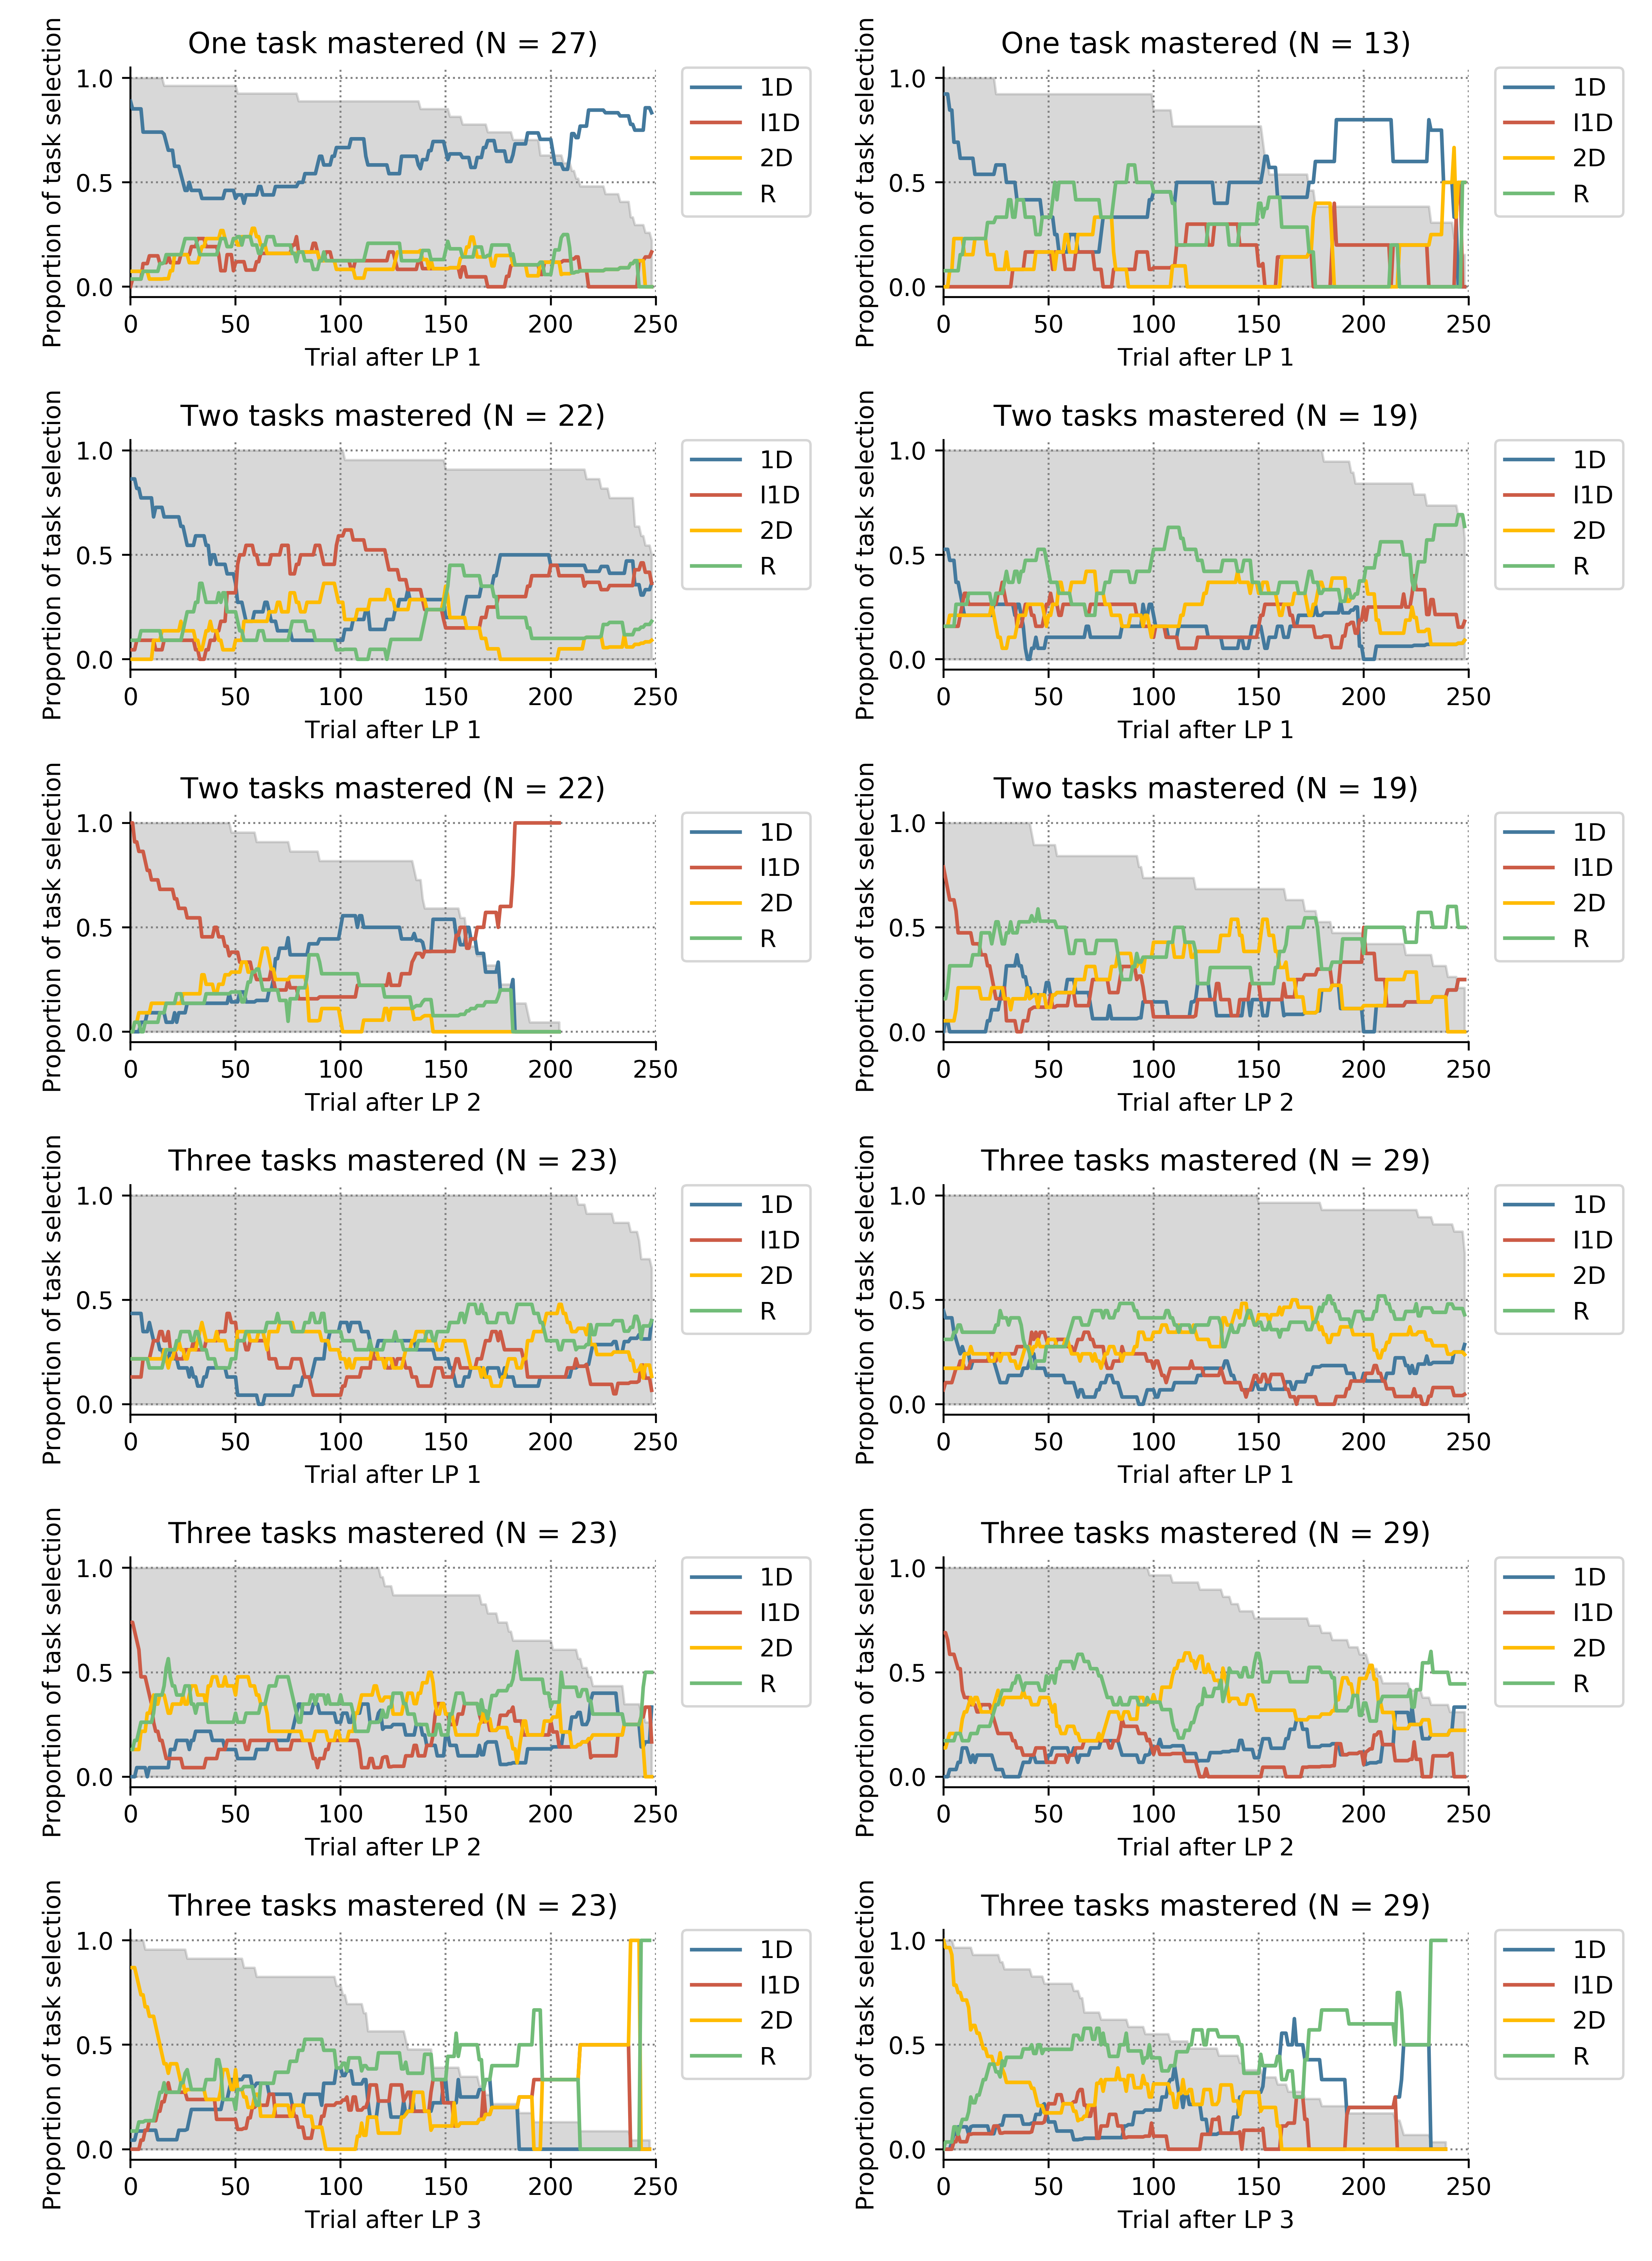 One task mastered (N = 27)
Proportion of task selection
1.0
0.5
0.0
0 50 100 150 200 250
Trial after LP 1
1D
I1D
2D
R
One task mastered (N = 13)
Proportion of task selection
1.0
0.5
0.0
0 50 100 150 200 250
Trial after LP 1
1D
I1D
2D
R
Two tasks mastered (N = 22)
Proportion of task selection
1.0
0.5
0.0
0 50 100 150 200 250
Trial after LP 1
1D
I1D
2D
R
Two tasks mastered (N = 19)
Proportion of task selection
1.0
0.5
0.0
0 50 100 150 200 250
Trial after LP 1
1D
I1D
2D
R
Two tasks mastered (N = 22)
Proportion of task selection
1.0
0.5
0.0
0 50 100 150 200 250
Trial after LP 2
1D
I1D
2D
R
Two tasks mastered (N = 19)
Proportion of task selection
1.0
0.5
0.0
0 50 100 150 200 250
Trial after LP 2
1D
I1D
2D
R
Three tasks mastered (N = 23)
Proportion of task selection
1.0
0.5
0.0
0 50 100 150 200 250
Trial after LP 1
1D
I1D
2D
R
Three tasks mastered (N = 29)
Proportion of task selection
1.0
0.5
0.0
0 50 100 150 200 250
Trial after LP 1
1D
I1D
2D
R
Three tasks mastered (N = 23)
Proportion of task selection
1.0
0.5
0.0
0 50 100 150 200 250
Trial after LP 2
1D
I1D
2D
R
Three tasks mastered (N = 29)
Proportion of task selection
1.0
0.5
0.0
0 50 100 150 200 250
Trial after LP 2
1D
I1D
2D
R
Three tasks mastered (N = 23)
Proportion of task selection
1.0
0.5
0.0
0 50 100 150 200 250
Trial after LP 3
1D
I1D
2D
R
Three tasks mastered (N = 29)
Proportion of task selection
1.0
0.5
0.0
0 50 100 150 200 250
Trial after LP 3
1D
I1D
2D
R